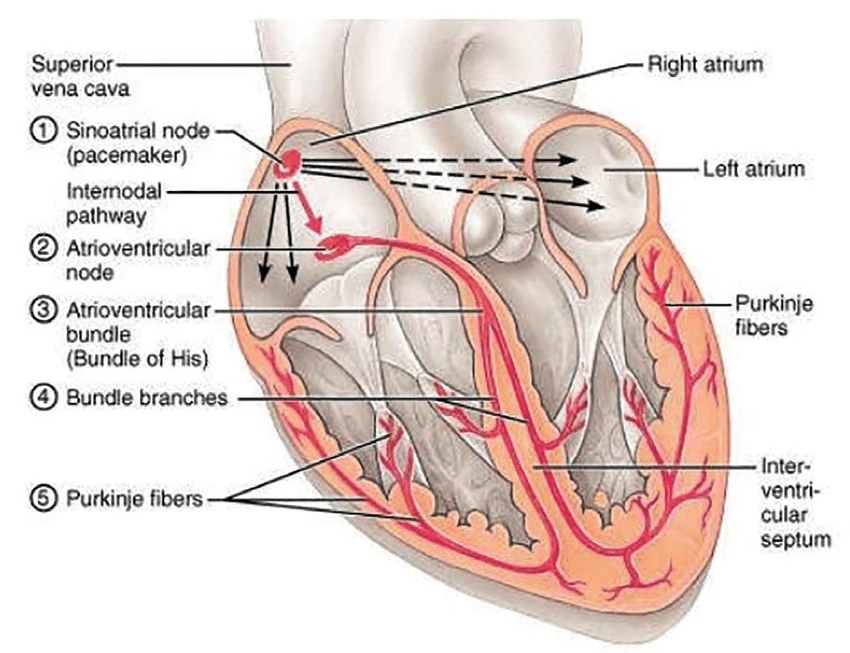 Superior
vena cava
① Sinoatrial node
(pacemaker)
Internodal
pathway
② Atrioventricular
node
③ Atrioventricular
bundle
(Bundle of His)
④ Bundle branches
⑤ Purkinje fibers
Right atrium
Left atrium
Purkinje
fibers
Inter-
ventri-
cular
septum